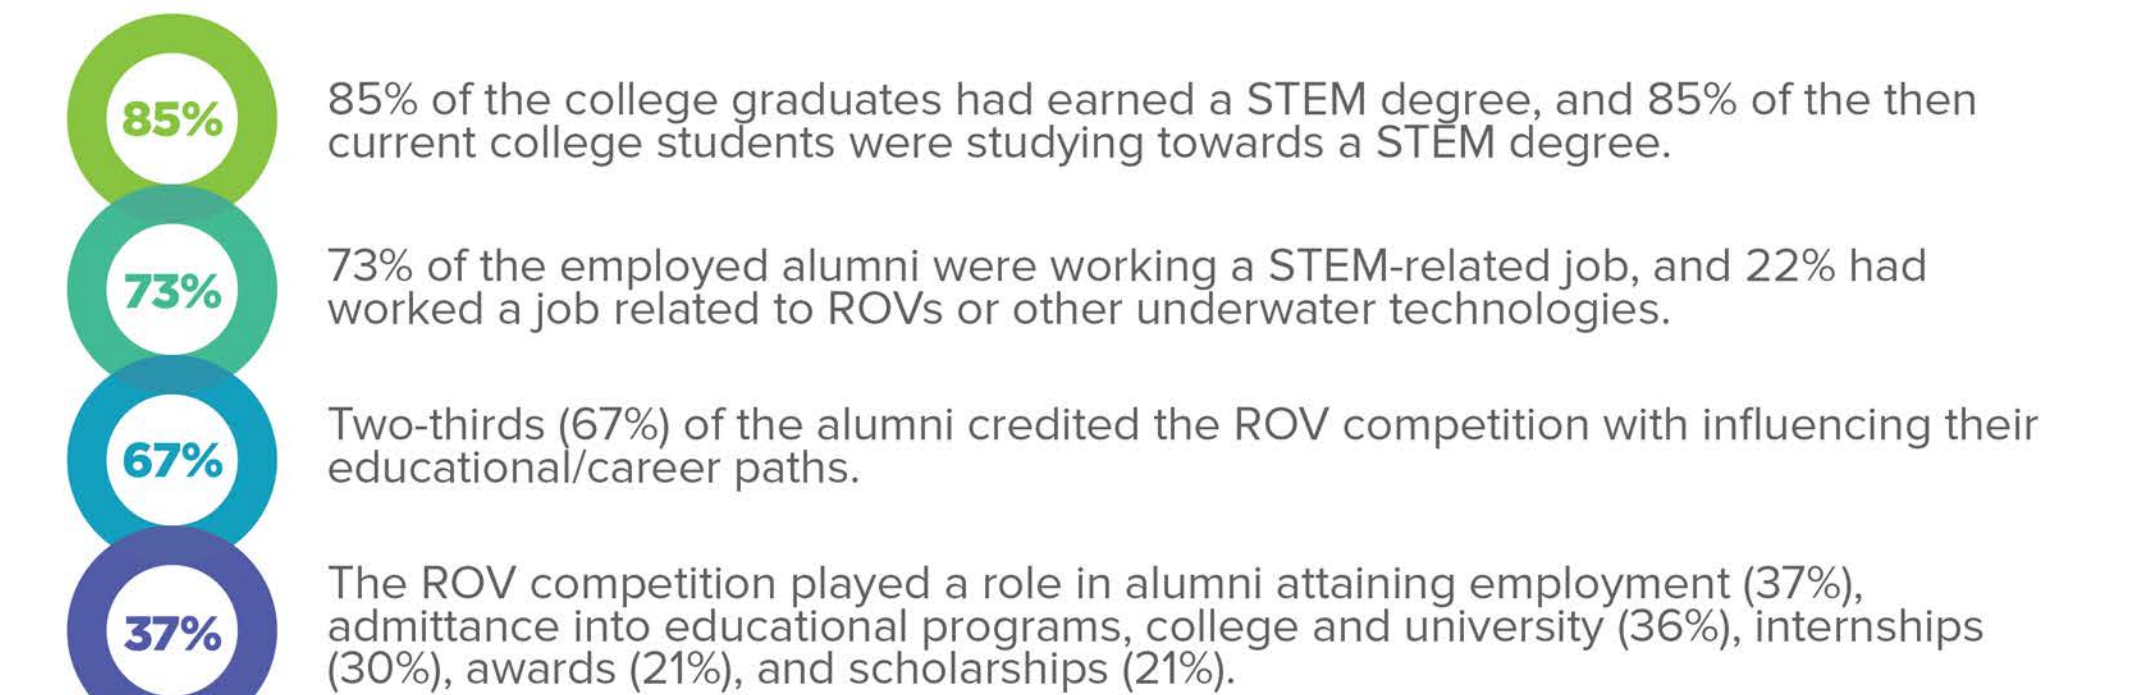 85%
85% of the college graduates had earned a STEM degree, and 85% of the then
current college students were studying towards a STEM degree.
73%
73% of the employed alumni were working a STEM-related job, and 22% had
worked a job related to ROVs or other underwater technologies.
67%
Two-thirds (67%) of the alumni credited the ROV competition with influencing their
educational/career paths.
37%
The ROV competition played a role in alumni attaining employment (37%),
admittance into educational programs, college and university (36%), internships
(30%), awards (21%), and scholarships (21%).